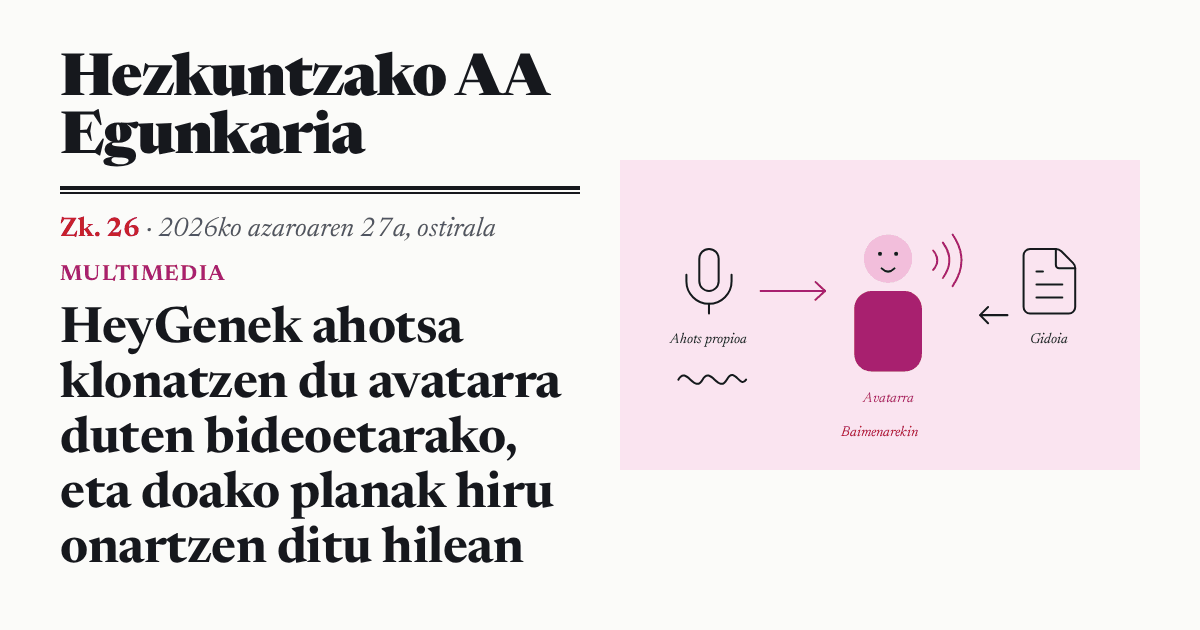 Hezkuntzako AA
Egunkaria
Zk. 26 · 2026ko azaroaren 27a, ostirala
MULTIMEDIA
HeyGenek ahotsa
klonatzen du avatarra
duten bideoetarako,
eta doako planak hiru
onartzen ditu hilean
Ahots propioa
Gidoia
Avatarra
Baimenarekin